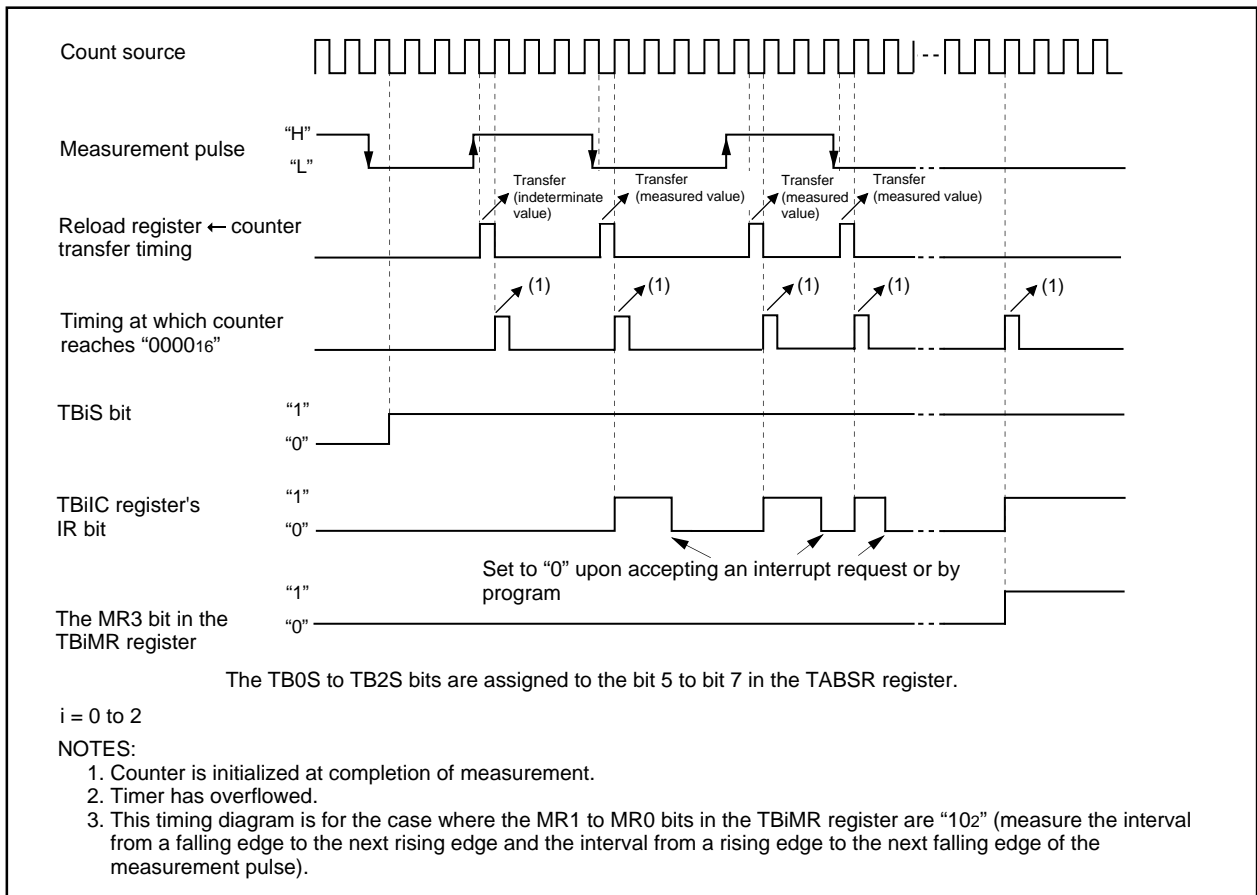 Count source
Measurement pulse
“H”
“L”
Transfer
(indeterminate
value)
Transfer
(measured value)
Transfer
(measured
value)
Transfer
(measured value)
Reload register ← counter
transfer timing
(1)
(1)
(1)
(1)
(1)
Timing at which counter
reaches “000016”
TBiS bit
“1”
“0”
TBiIC register's
IR bit
“1”
“0”
Set to “0” upon accepting an interrupt request or by
program
The MR3 bit in the
TBiMR register
“1”
“0”
The TB0S to TB2S bits are assigned to the bit 5 to bit 7 in the TABSR register.
i = 0 to 2
NOTES:
1. Counter is initialized at completion of measurement.
2. Timer has overflowed.
3. This timing diagram is for the case where the MR1 to MR0 bits in the TBiMR register are “102” (measure the interval
from a falling edge to the next rising edge and the interval from a rising edge to the next falling edge of the
measurement pulse).